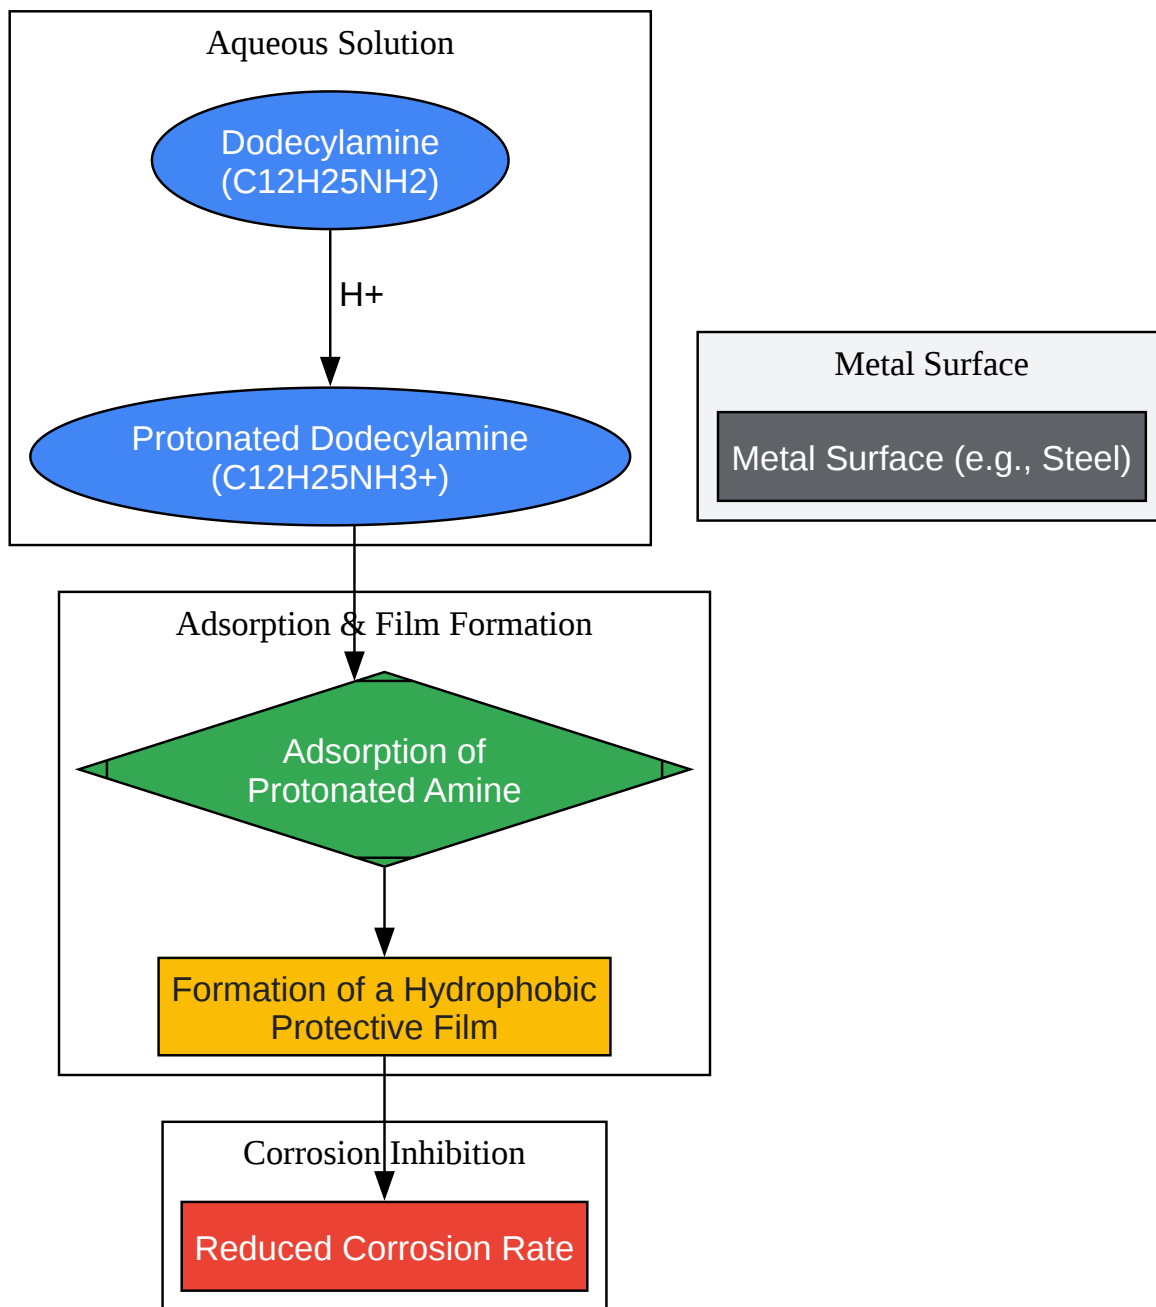 Aqueous Solution
Dodecylamine
(C12H25NH2)
H+
Protonated Dodecylamine
(C12H25NH3+)
Metal Surface
Metal Surface (e.g., Steel)
Adsorption & Film Formation
Adsorption of
Protonated Amine
Formation of a Hydrophobic
Protective Film
Corrosion Inhibition
Reduced Corrosion Rate